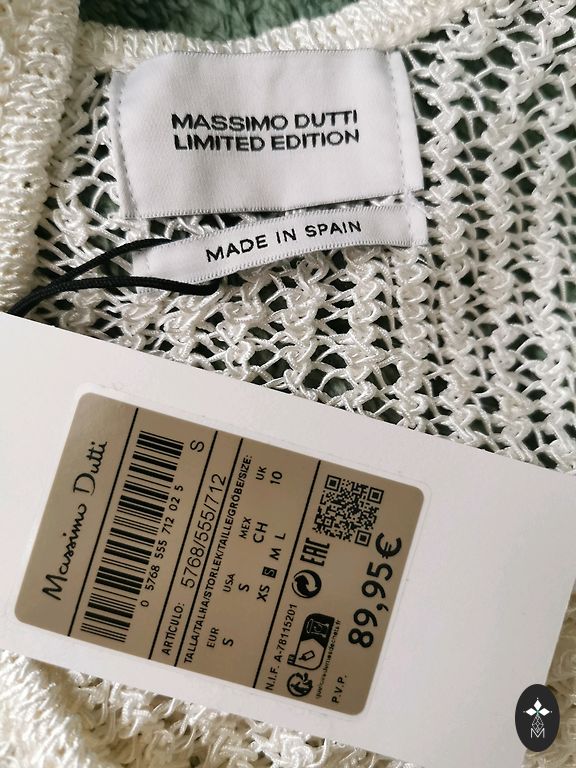 MASSIMO DUTTI
LIMITED EDITION
MADE IN SPAIN
Massimo Dutti
0 5768 555 712 02 5
S
ARTICULO: 5768/555/712
TALLA/TALHA/STORLEK/TAILLE/GROBE/SIZE:
EUR USA MEX UK
S S CH 10
XS S M L
N.I.F. A-78115201
EAC
P.V.P. 89,95€
M